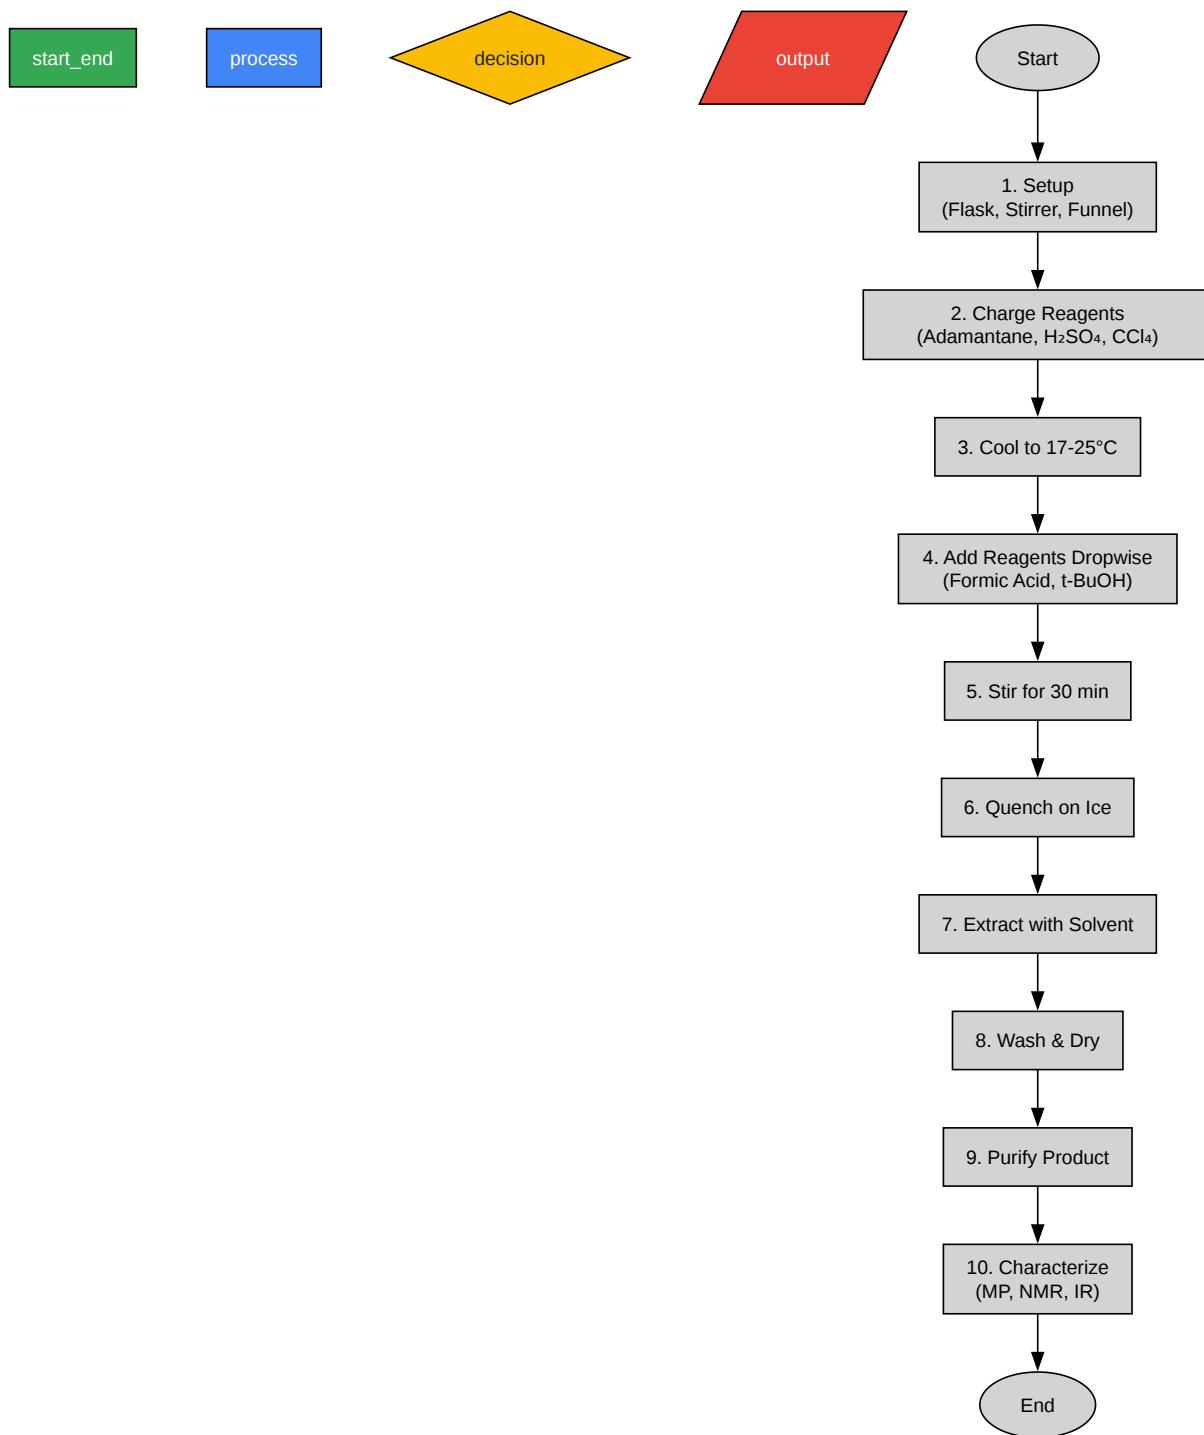 start_end
process
decision
output
Start
1. Setup
(Flask, Stirrer, Funnel)
2. Charge Reagents
(Adamantane, H₂SO₄, CCl₄)
3. Cool to 17-25°C
4. Add Reagents Dropwise
(Formic Acid, t-BuOH)
5. Stir for 30 min
6. Quench on Ice
7. Extract with Solvent
8. Wash & Dry
9. Purify Product
10. Characterize
(MP, NMR, IR)
End